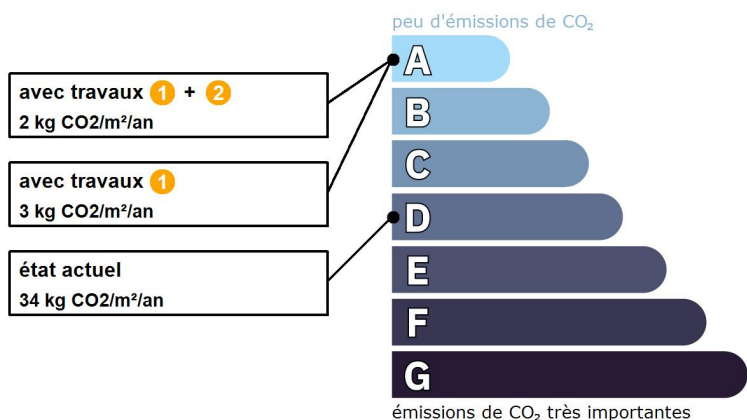 peu d'émissions de CO₂
A
avec travaux 1 + 2
2 kg CO2/m²/an
B
C
avec travaux 1
3 kg CO2/m²/an
D
état actuel
34 kg CO2/m²/an
E
F
G
émissions de CO₂ très importantes